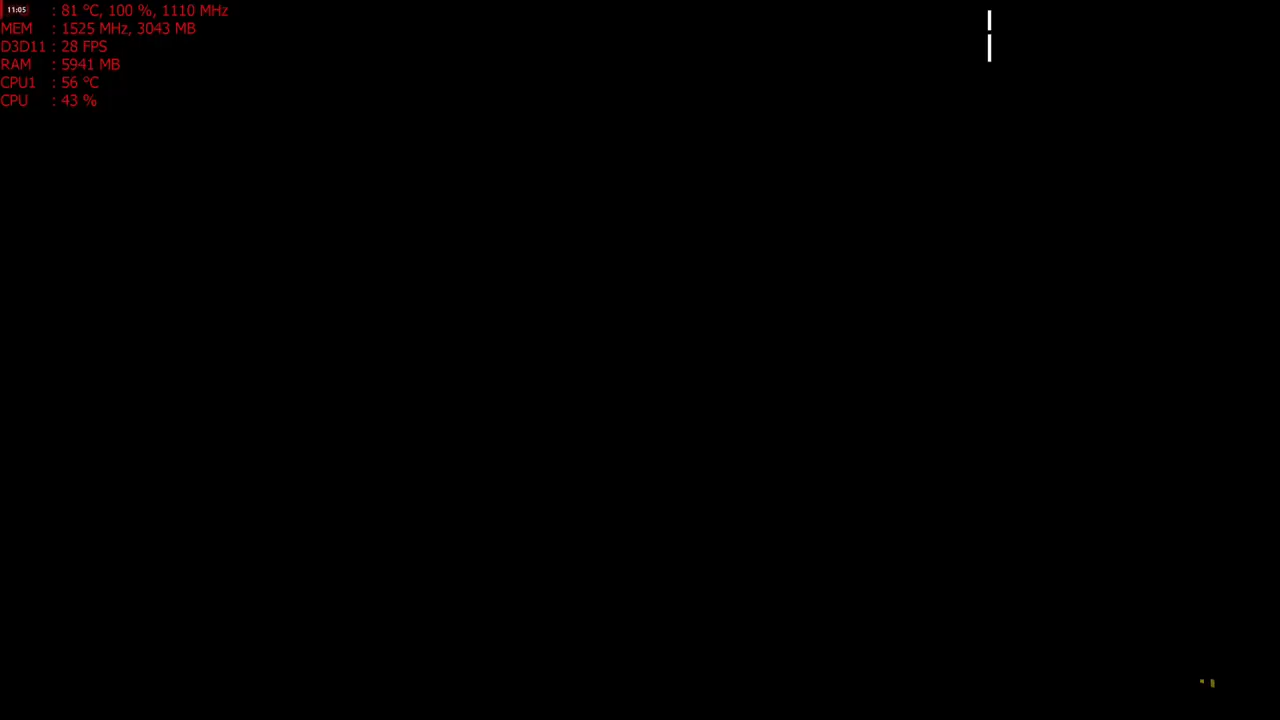 11:05 : 81 °C, 100 %, 1110 MHz
MEM : 1525 MHz, 3043 MB
D3D11 : 28 FPS
RAM : 5941 MB
CPU1 : 56 °C
CPU : 43 %